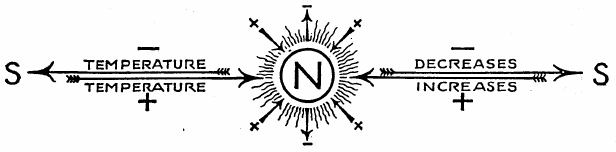 − + − + −
S TEMPERATURE N DECREASES S
TEMPERATURE INCREASES
+ + − + +